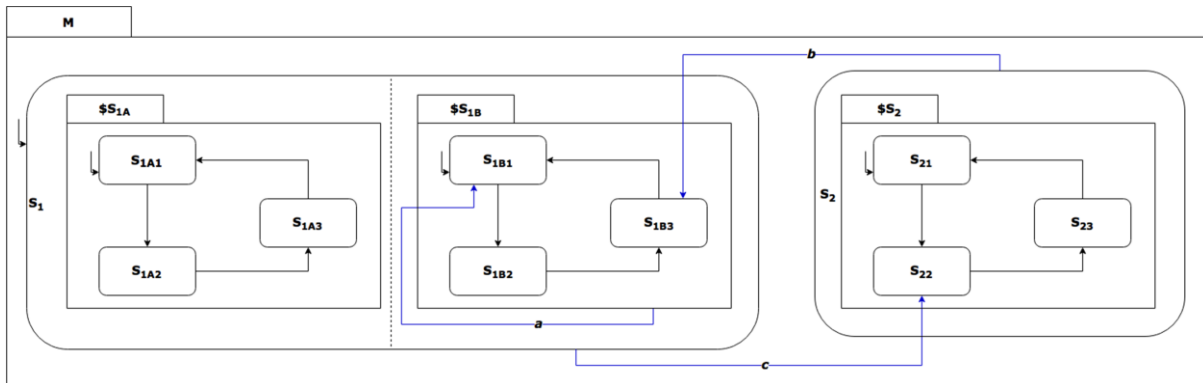 M
b
$S1A
$S1B
$S2
S1A1
S1B1
S21
S1
S2
S1A3
S1B3
S23
S1A2
S1B2
S22
a
c